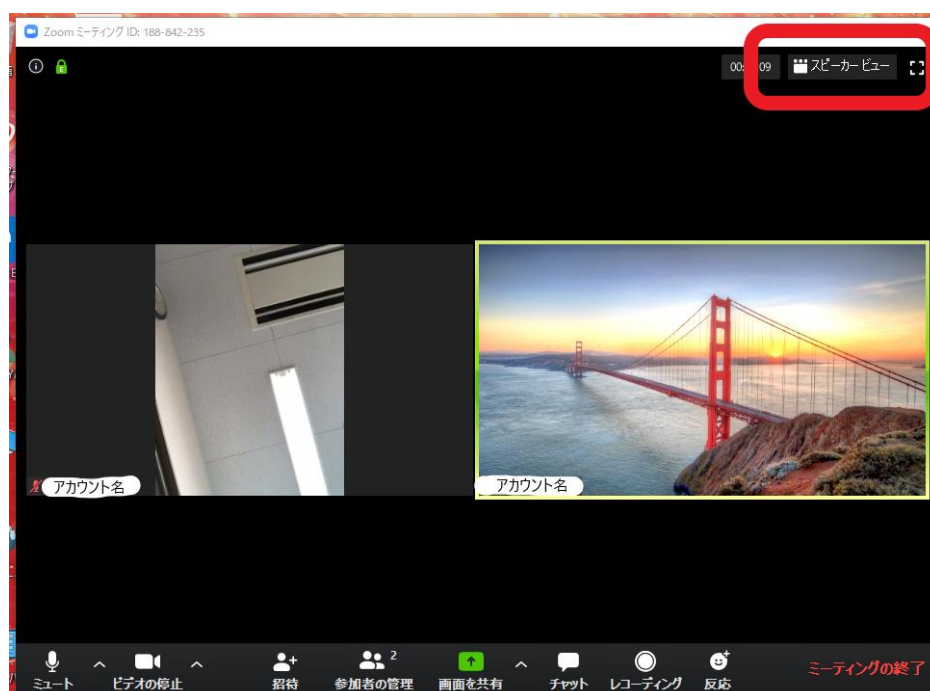 Zoom ミーティング ID: 188-842-235
00: 09
スピーカー ビュー
アカウント名
アカウント名
ミュート
ビデオの停止
招待
参加者の管理
2
画面を共有
チャット
レコーディング
反応
ミーティングの終了